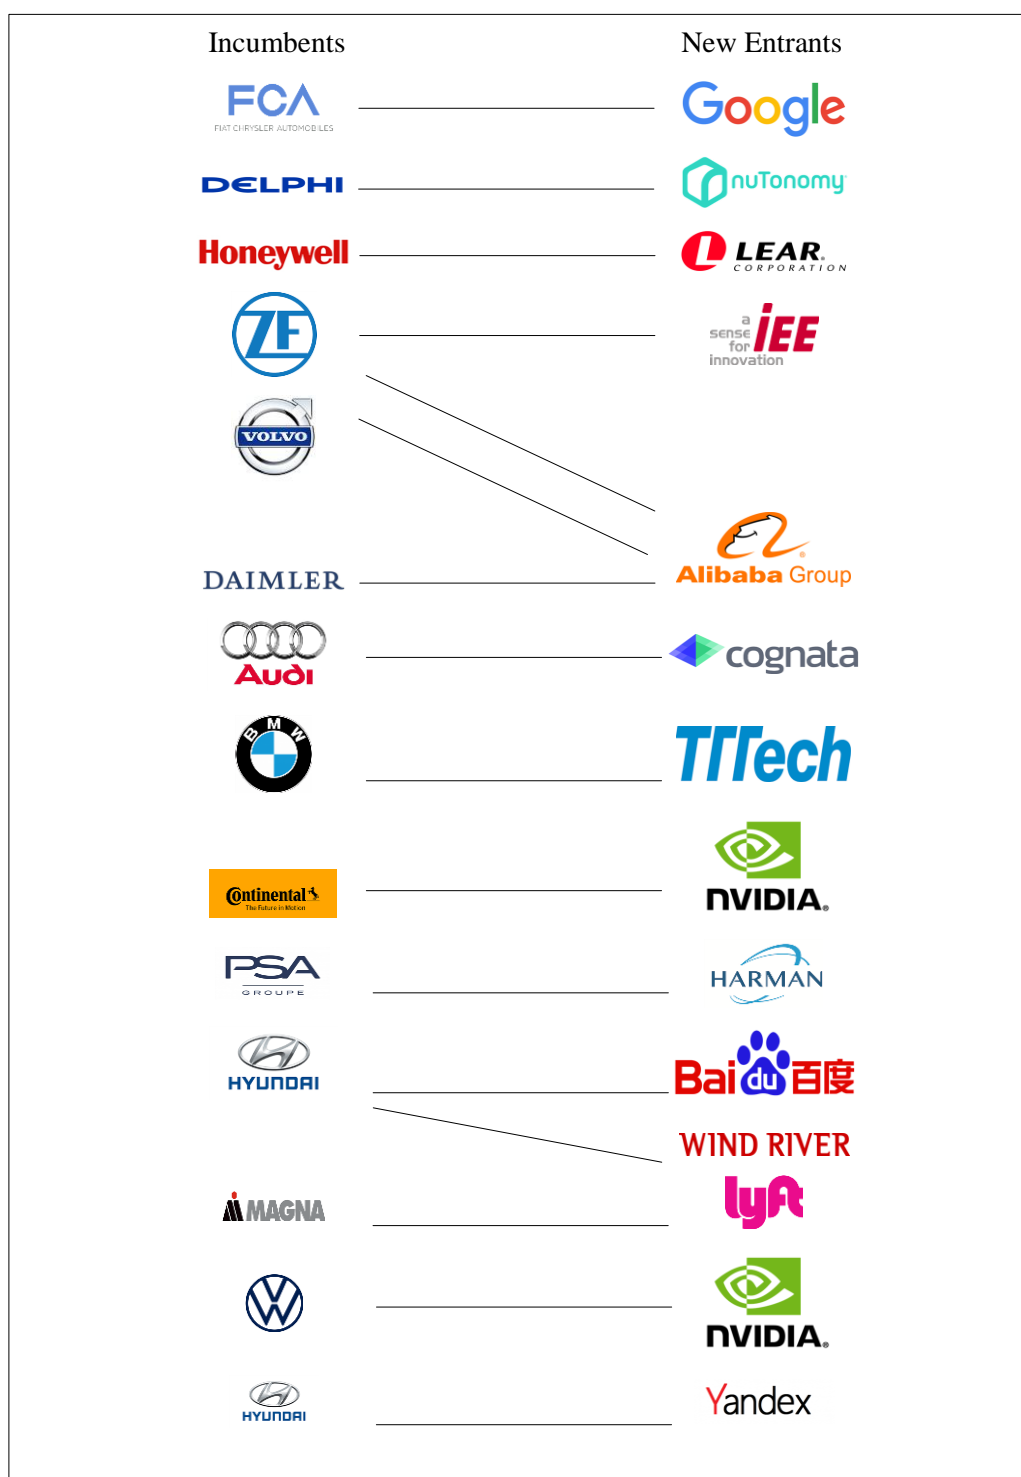 Incumbents New Entrants
FCA
FIAT CHRYSLER AUTOMOBILES
Google
DELPHI
nuTonomy
Honeywell
LEAR.
CORPORATION
ZF
a
sense
for
innovation
iEE
VOLVO
Alibaba Group
DAIMLER
Audi
cognata
BMW
TTTech
Continental
The Future in Motion
NVIDIA.
PSA
GROUPE
HARMAN
HYUNDAI
Bai du 百度
WIND RIVER
MAGNA
lyft
VW
NVIDIA.
HYUNDAI
Yandex